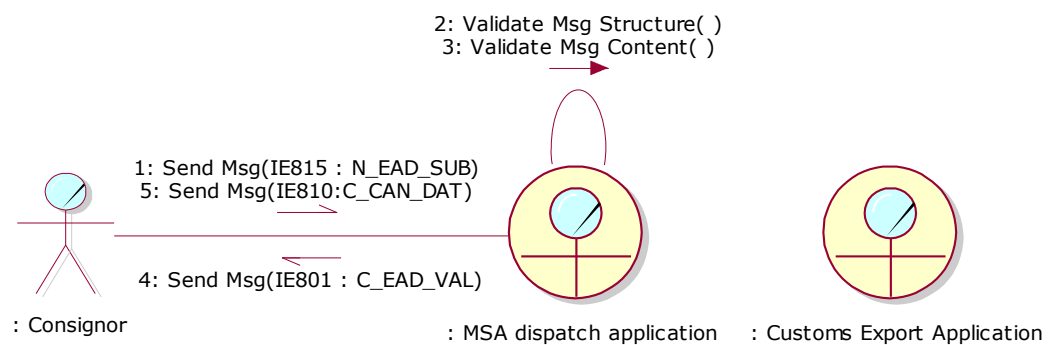 2: Validate Msg Structure( )
3: Validate Msg Content( )
1: Send Msg(IE815 : N_EAD_SUB)
5: Send Msg(IE810:C_CAN_DAT)
4: Send Msg(IE801 : C_EAD_VAL)
: Consignor
: MSA dispatch application
: Customs Export Application